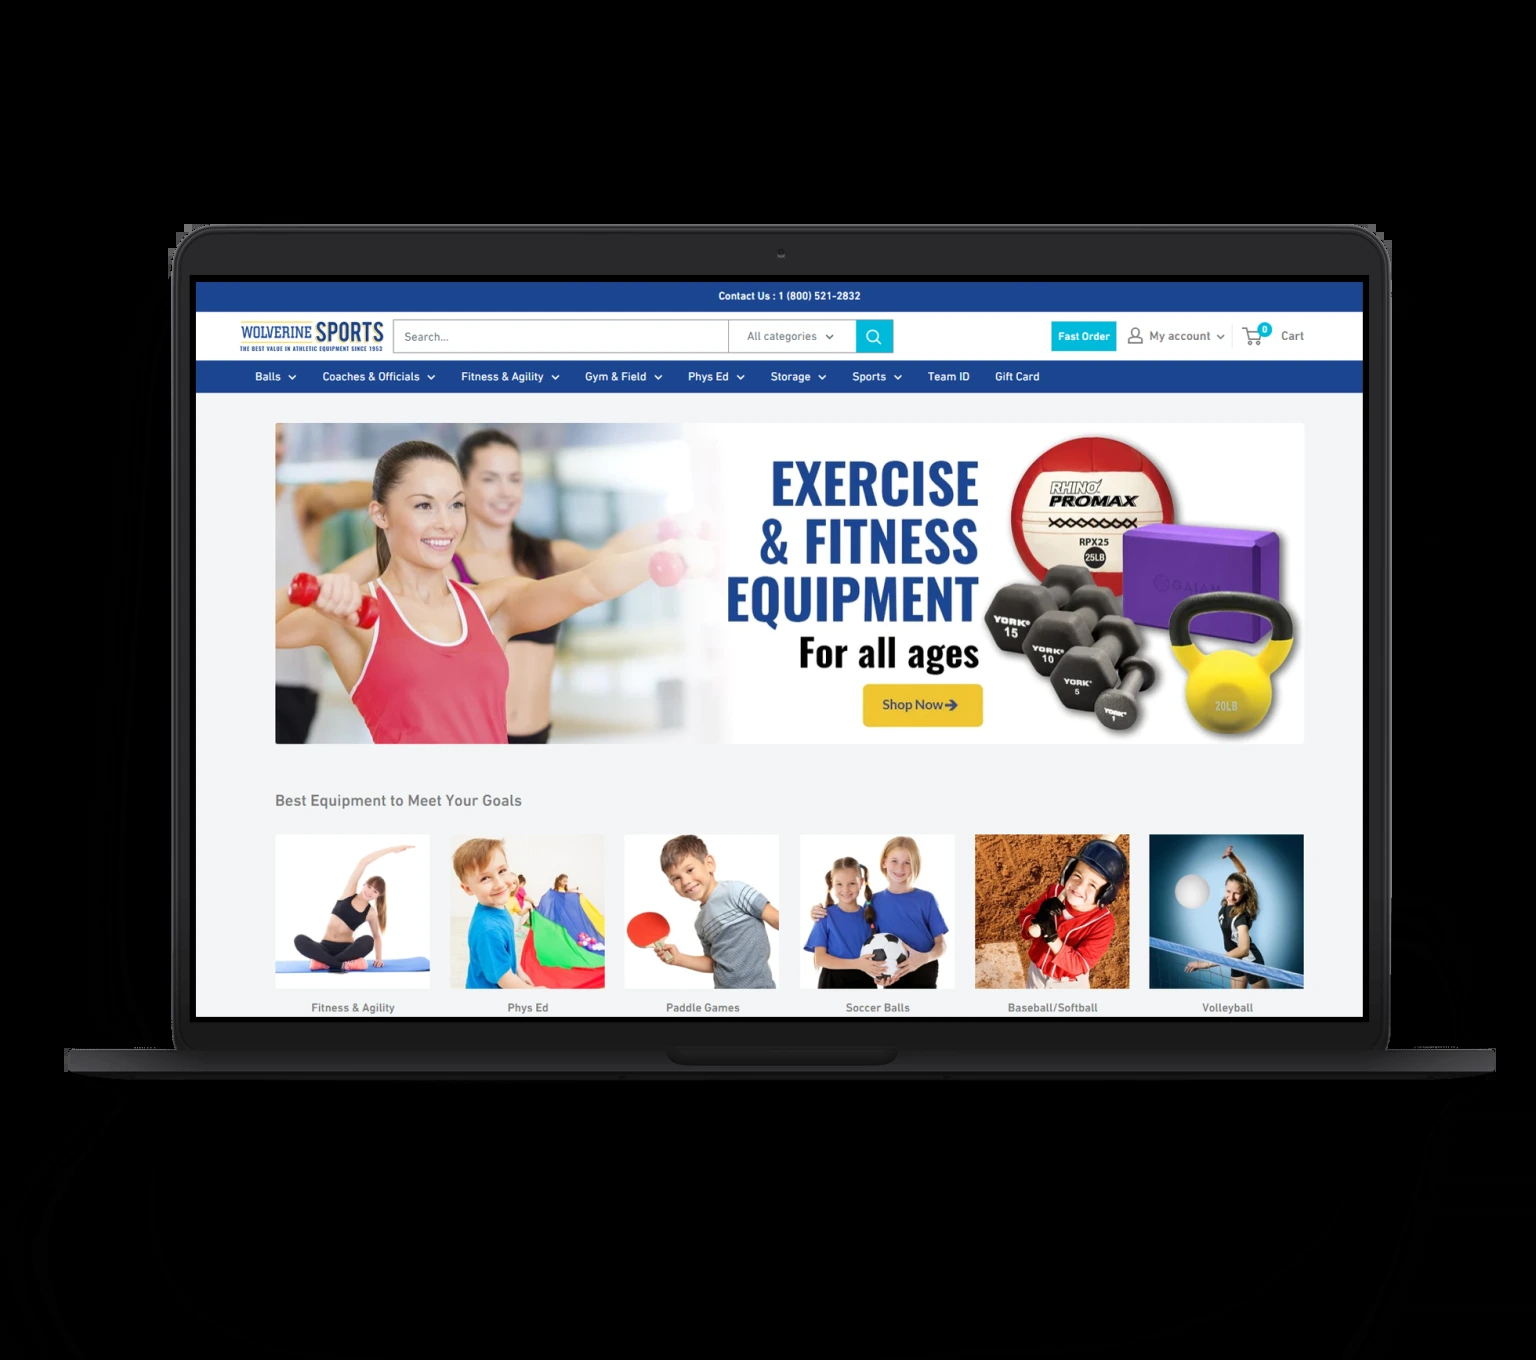 Contact Us : 1 (800) 521-2832
WOLVERINE SPORTS
THE BEST VALUE IN ATHLETIC EQUIPMENT SINCE 1953
Search...
All categories
Fast Order
My account
0
Cart
Balls
Coaches & Officials
Fitness & Agility
Gym & Field
Phys Ed
Storage
Sports
Team ID
Gift Card
EXERCISE
& FITNESS
EQUIPMENT
For all ages
Shop Now
RHINO
PROMAX
RPX25
25LB
GAIAM
YORK
15
YORK
10
YORK
5
YORK
1
20LB
Best Equipment to Meet Your Goals
Fitness & Agility
Phys Ed
Paddle Games
Soccer Balls
Baseball/Softball
Volleyball